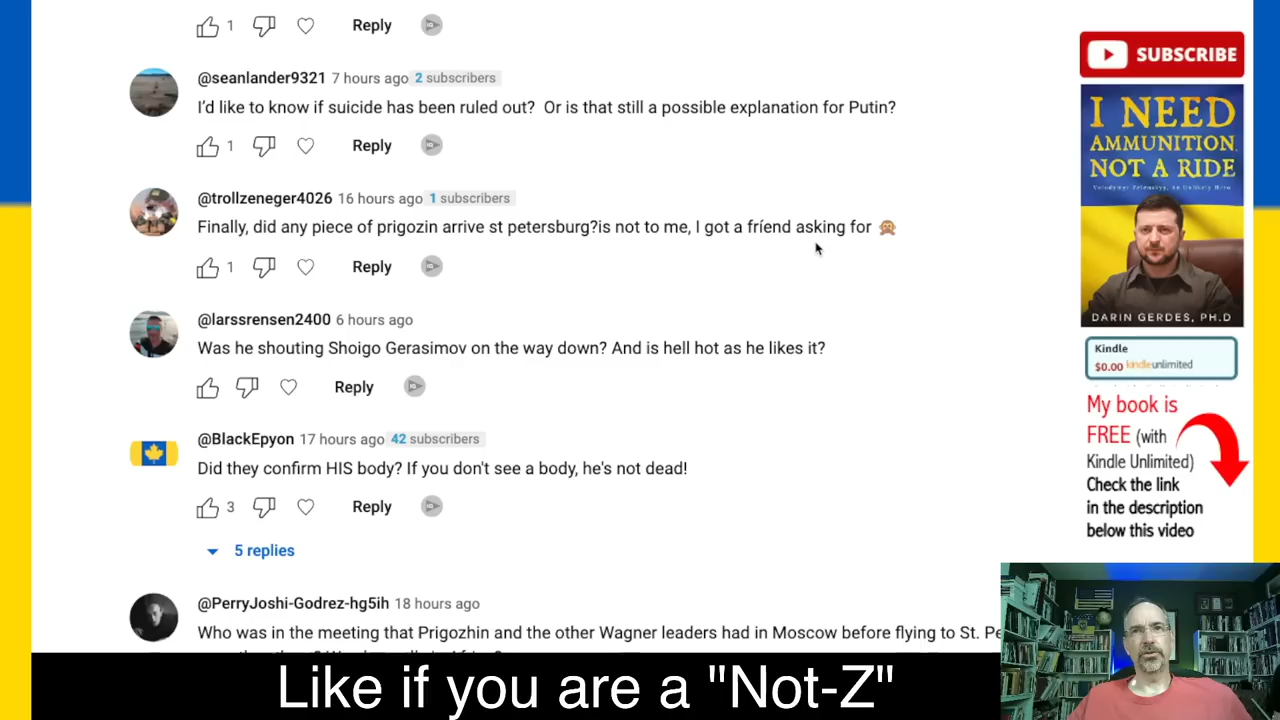 1 Reply
@seanlander9321 7 hours ago 2 subscribers
I'd like to know if suicide has been ruled out? Or is that still a possible explanation for Putin?
1 Reply
@trollzeneger4026 16 hours ago 1 subscribers
Finally, did any piece of prigozin arrive st petersburg?is not to me, I got a fríend asking for 🙊
1 Reply
@larssrensen2400 6 hours ago
Was he shouting Shoigo Gerasimov on the way down? And is hell hot as he likes it?
Reply
@BlackEpyon 17 hours ago 42 subscribers
Did they confirm HIS body? If you don't see a body, he's not dead!
3 Reply
5 replies
@PerryJoshi-Godrez-hg5ih 18 hours ago
Who was in the meeting that Prigozhin and the other Wagner leaders had in Moscow before flying to St. Pe
SUBSCRIBE
I NEED
AMMUNITION,
NOT A RIDE
Volodymyr Zelenskyy, An Unlikely Hero
DARIN GERDES, PH.D
Kindle
$0.00 kindleunlimited
My book is
FREE (with
Kindle Unlimited)
Check the link
in the description
below this video
Like if you are a "Not-Z"